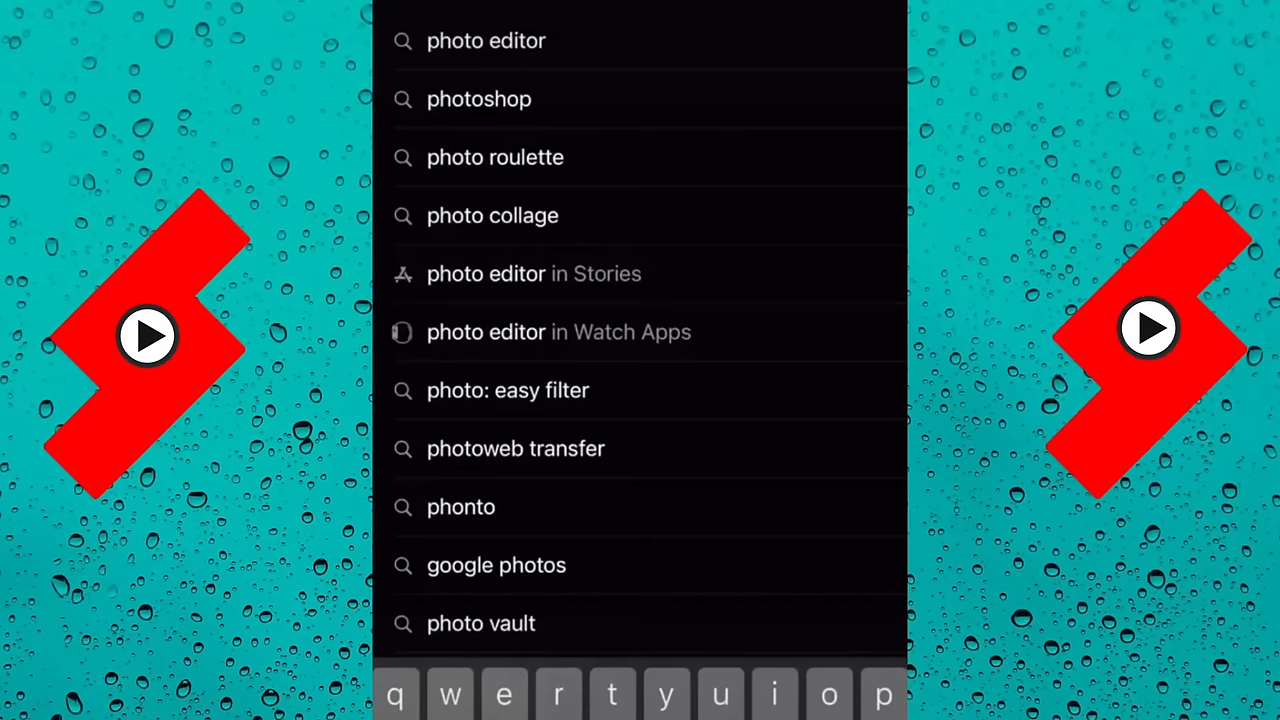 photo editor
photoshop
photo roulette
photo collage
photo editor in Stories
photo editor in Watch Apps
photo: easy filter
photoweb transfer
phonto
google photos
photo vault
q w e r t y u i o p